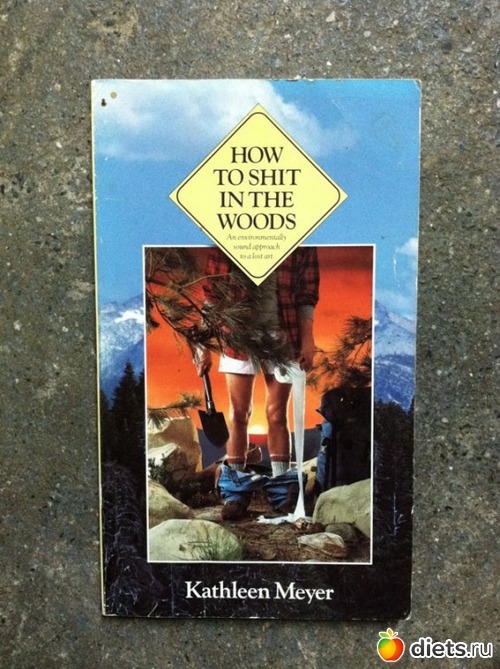 HOW
TO SHIT
IN THE
WOODS
An environmentally
sound approach
to a lost art
Kathleen Meyer
diets.ru